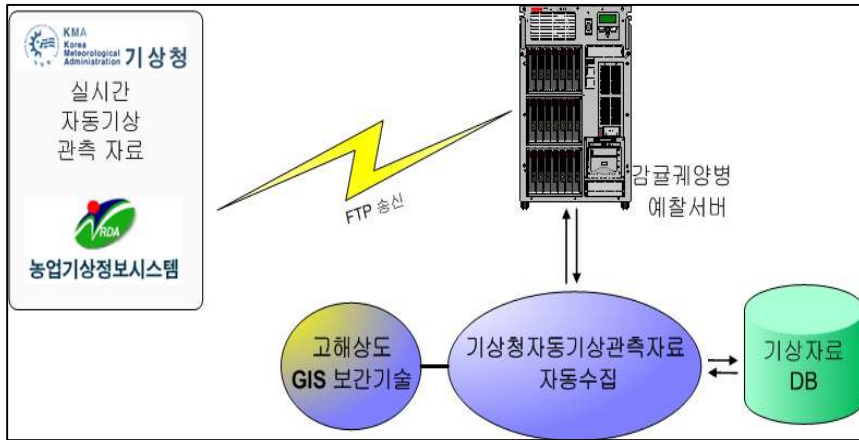 KMA
Korea
Meteorological
Administration 기상청
실시간
자동기상
관측 자료
RDA
농업기상정보시스템
FTP 송신
감귤궤양병
예찰서버
고해상도
GIS 보간기술
기상청자동기상관측자료
자동수집
기상자료
DB